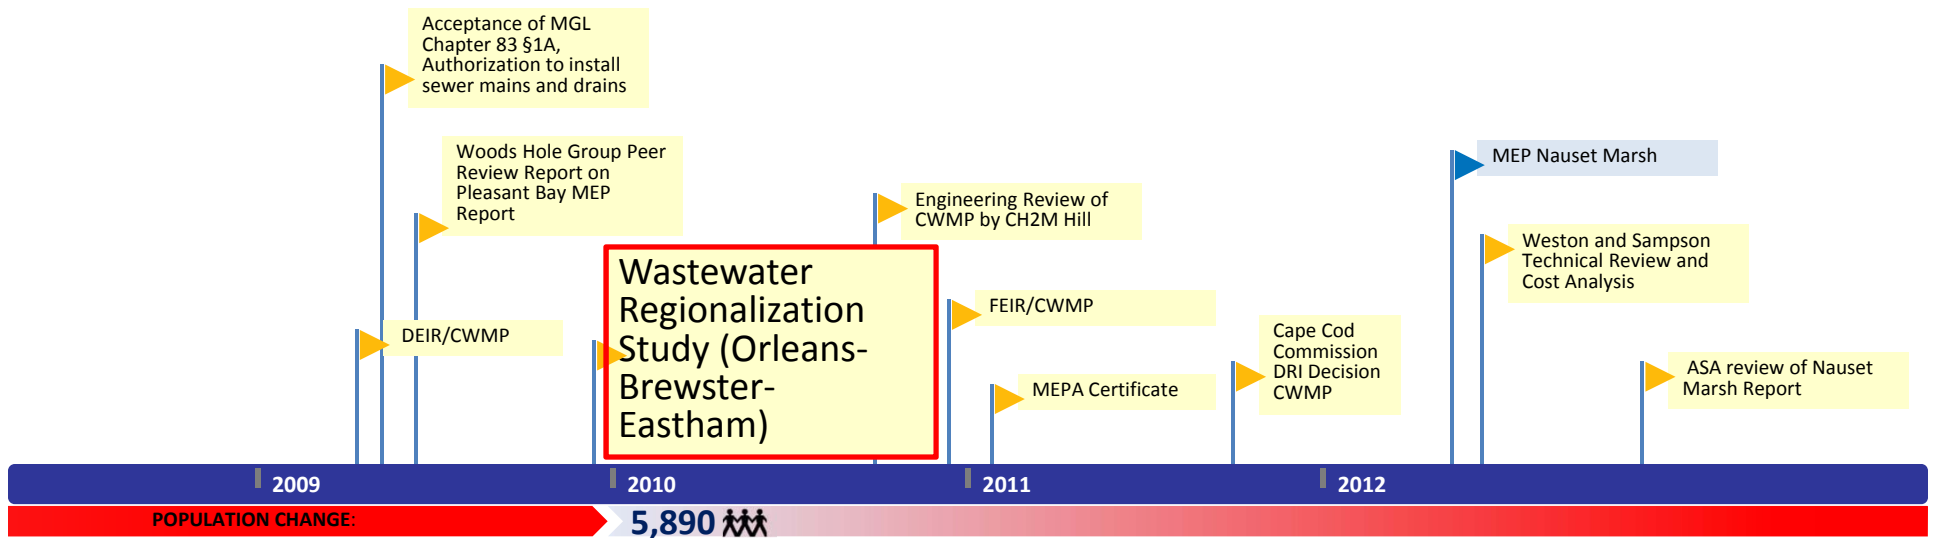 Acceptance of MGL
Chapter 83 §1A,
Authorization to install
sewer mains and drains
Woods Hole Group Peer
Review Report on
Pleasant Bay MEP
Report
DEIR/CWMP
Wastewater
Regionalization
Study (Orleans-
Brewster-
Eastham)
Engineering Review of
CWMP by CH2M Hill
FEIR/CWMP
MEPA Certificate
Cape Cod
Commission
DRI Decision
CWMP
MEP Nauset Marsh
Weston and Sampson
Technical Review and
Cost Analysis
ASA review of Nauset
Marsh Report
2009
2010
2011
2012
POPULATION CHANGE:
5,890